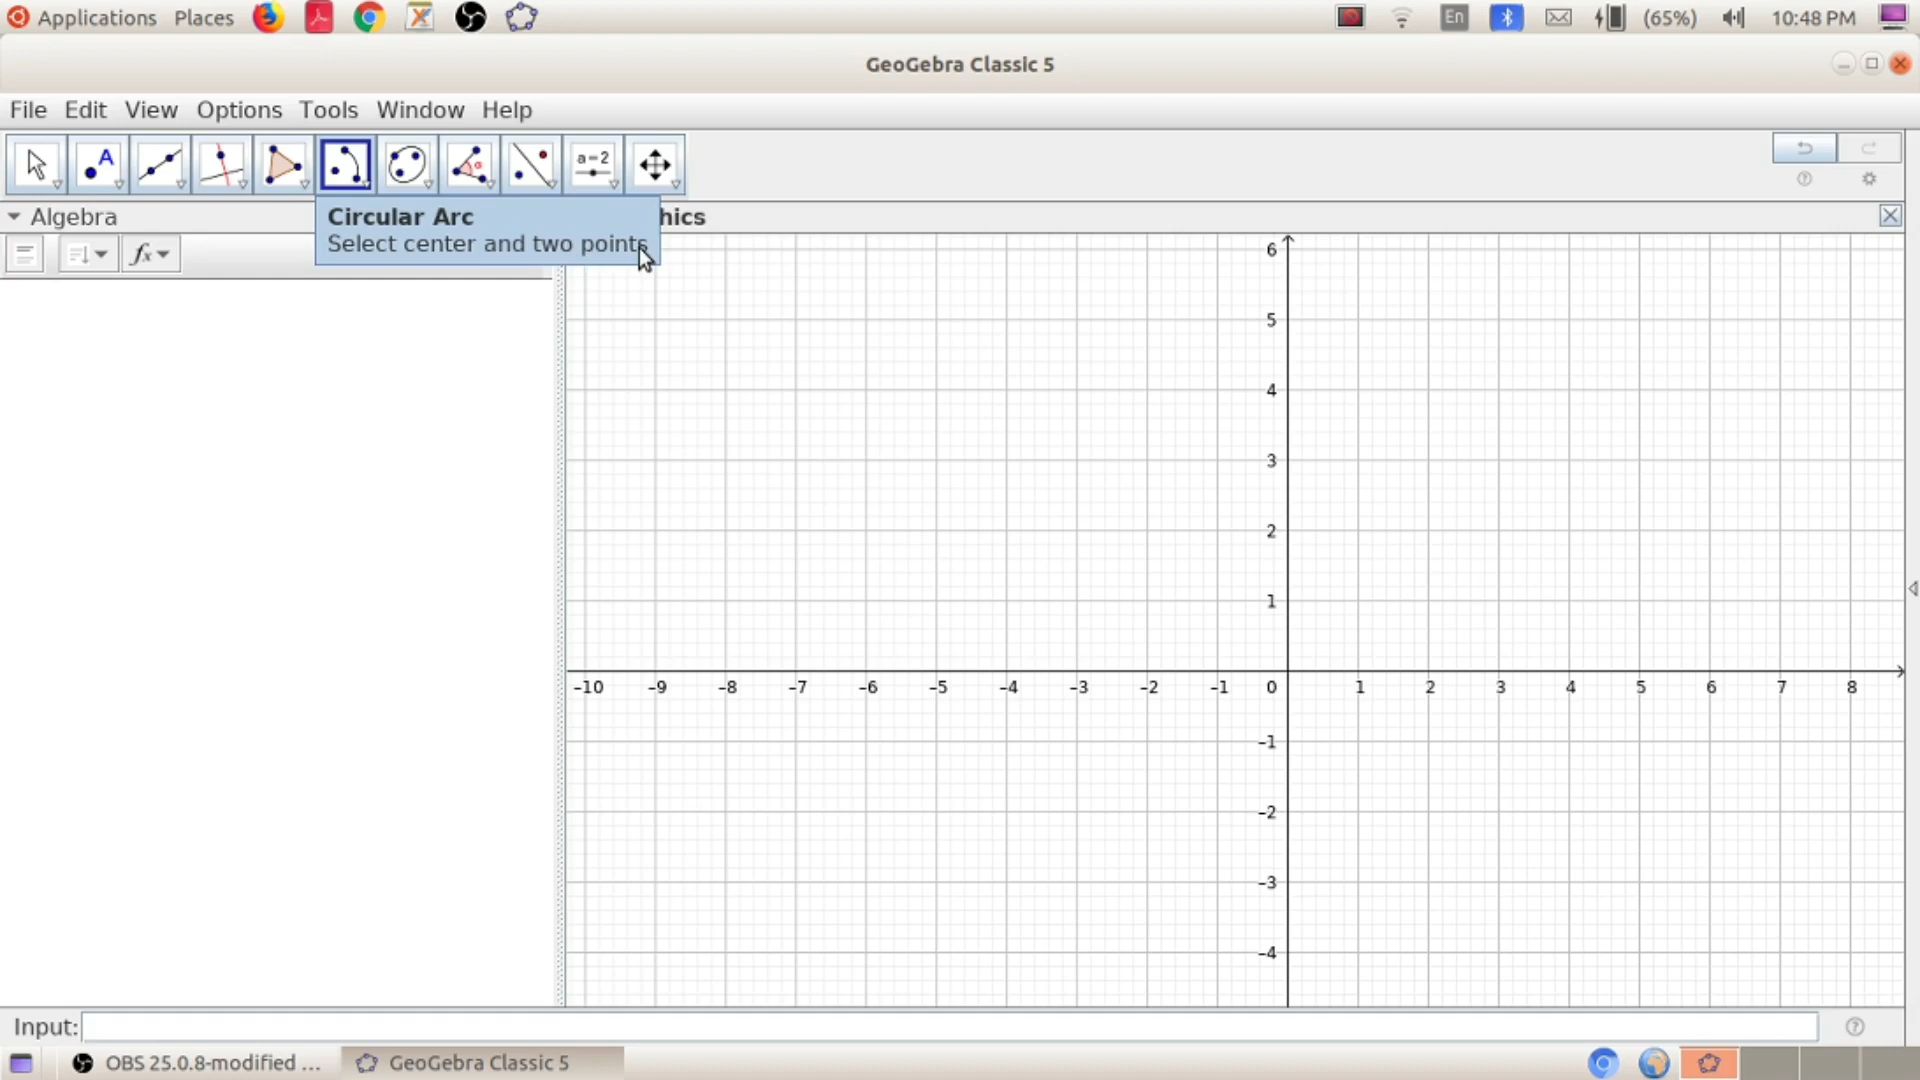 Applications Places En (65%) 10:48 PM
GeoGebra Classic 5
File Edit View Options Tools Window Help
A α a=2
Algebra hics
Circular Arc
Select center and two points
fx
6
5
4
3
2
1
-10 -9 -8 -7 -6 -5 -4 -3 -2 -1 0 1 2 3 4 5 6 7 8
-1
-2
-3
-4
Input:
OBS 25.0.8-modified ... GeoGebra Classic 5